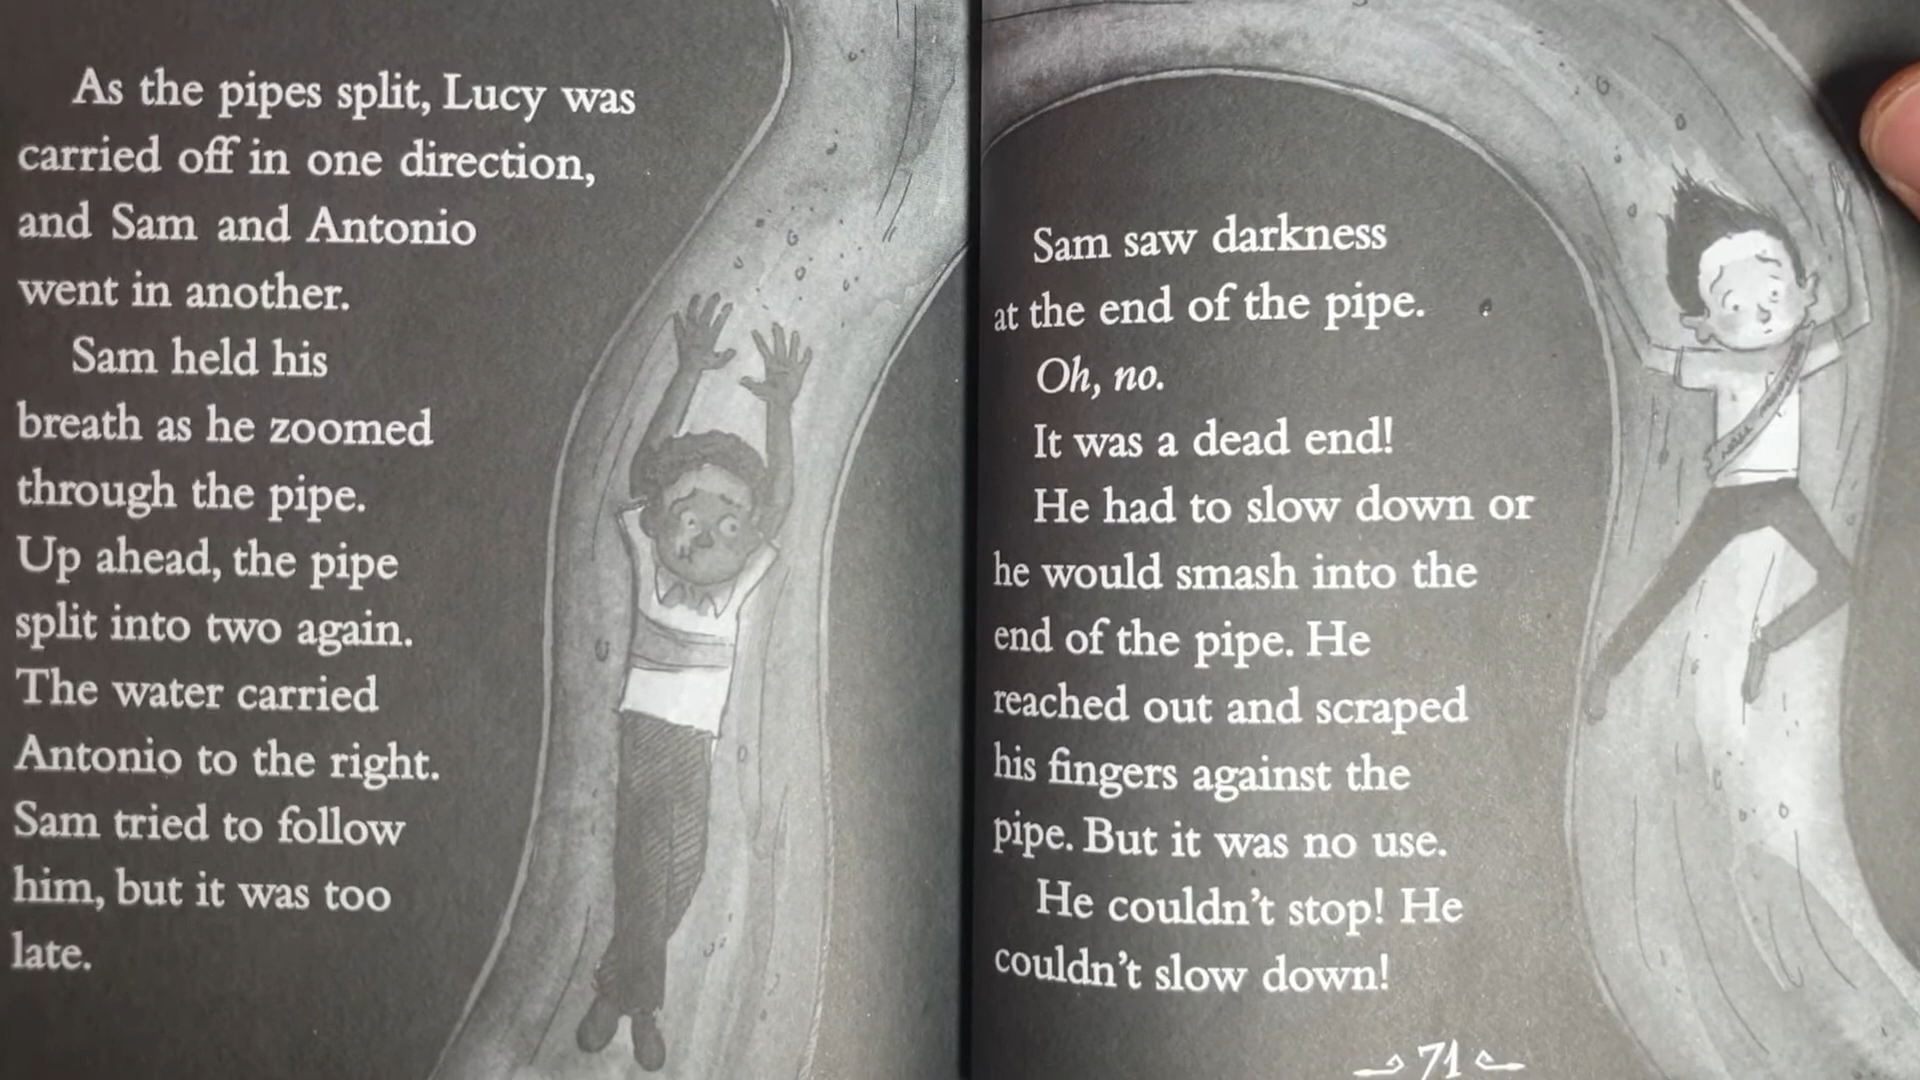 As the pipes split, Lucy was
carried off in one direction,
and Sam and Antonio
went in another.
Sam held his
breath as he zoomed
through the pipe.
Up ahead, the pipe
split into two again.
The water carried
Antonio to the right.
Sam tried to follow
him, but it was too
late.
Sam saw darkness
at the end of the pipe.
Oh, no.
It was a dead end!
He had to slow down or
he would smash into the
end of the pipe. He
reached out and scraped
his fingers against the
pipe. But it was no use.
He couldn't stop! He
couldn't slow down!
71